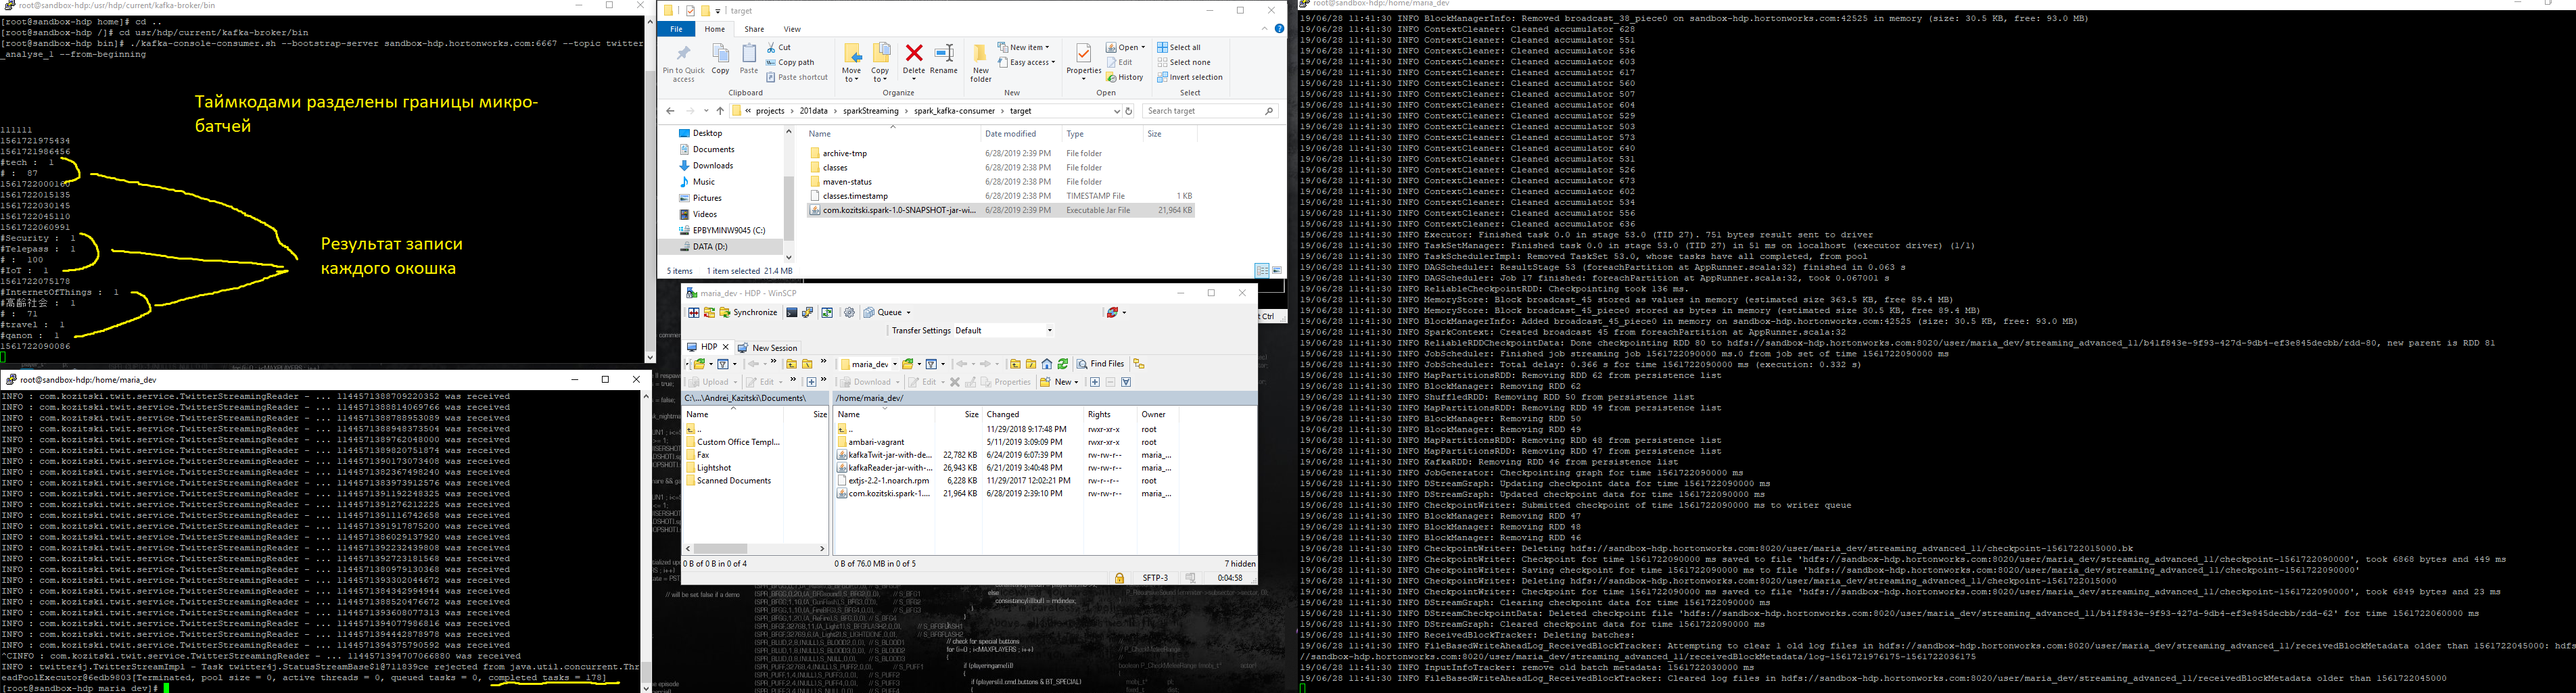 root@sandbox-hdp:/usr/hdp/current/kafka-broker/bin
[root@sandbox-hdp home]# cd ..
[root@sandbox-hdp /]# cd usr/hdp/current/kafka-broker/bin
[root@sandbox-hdp bin]# ./kafka-console-consumer.sh --bootstrap-server sandbox-hdp.hortonworks.com:6667 --topic twitter
_analyse_1 --from-beginning
Таймкодами разделены границы микро-
батчей
111111
1561721975434
1561721986456
#tech : 1
# : 87
1561722000160
1561722015135
1561722030145
1561722045110
1561722060991
#Security : 1
#Telepass : 1
# : 100
#IoT : 1
1561722075178
#InternetOfThings : 1
#高齢社会 : 1
# : 71
#travel : 1
#qanon : 1
1561722090086
Результат записи
каждого окошка
root@sandbox-hdp:/home/maria_dev
INFO : com.kozitski.twit.service.TwitterStreamingReader - ... 1144571388709220352 was received
INFO : com.kozitski.twit.service.TwitterStreamingReader - ... 1144571388814069766 was received
INFO : com.kozitski.twit.service.TwitterStreamingReader - ... 1144571388788953089 was received
INFO : com.kozitski.twit.service.TwitterStreamingReader - ... 1144571388948373504 was received
INFO : com.kozitski.twit.service.TwitterStreamingReader - ... 1144571389762048000 was received
INFO : com.kozitski.twit.service.TwitterStreamingReader - ... 1144571389820751874 was received
INFO : com.kozitski.twit.service.TwitterStreamingReader - ... 1144571390173073408 was received
INFO : com.kozitski.twit.service.TwitterStreamingReader - ... 1144571382367498240 was received
INFO : com.kozitski.twit.service.TwitterStreamingReader - ... 1144571383973912576 was received
INFO : com.kozitski.twit.service.TwitterStreamingReader - ... 1144571391192248325 was received
INFO : com.kozitski.twit.service.TwitterStreamingReader - ... 1144571391276212225 was received
INFO : com.kozitski.twit.service.TwitterStreamingReader - ... 1144571391116742658 was received
INFO : com.kozitski.twit.service.TwitterStreamingReader - ... 1144571391917875200 was received
INFO : com.kozitski.twit.service.TwitterStreamingReader - ... 1144571386029137920 was received
INFO : com.kozitski.twit.service.TwitterStreamingReader - ... 1144571392232439808 was received
INFO : com.kozitski.twit.service.TwitterStreamingReader - ... 1144571392723181568 was received
INFO : com.kozitski.twit.service.TwitterStreamingReader - ... 1144571380979130368 was received
INFO : com.kozitski.twit.service.TwitterStreamingReader - ... 1144571393302044672 was received
INFO : com.kozitski.twit.service.TwitterStreamingReader - ... 1144571384342994944 was received
INFO : com.kozitski.twit.service.TwitterStreamingReader - ... 1144571388520476672 was received
INFO : com.kozitski.twit.service.TwitterStreamingReader - ... 1144571393608077313 was received
INFO : com.kozitski.twit.service.TwitterStreamingReader - ... 1144571394077986816 was received
INFO : com.kozitski.twit.service.TwitterStreamingReader - ... 1144571394442878978 was received
INFO : com.kozitski.twit.service.TwitterStreamingReader - ... 1144571394375790592 was received
^CINFO : com.kozitski.twit.service.TwitterStreamingReader - ... 1144571394707066880 was received
INFO : twitter4j.TwitterStreamImpl - Task twitter4j.StatusStreamBase$1@711839ce rejected from java.util.concurrent.Thr
eadPoolExecutor@6edb9803[Terminated, pool size = 0, active threads = 0, queued tasks = 0, completed tasks = 178]
[root@sandbox-hdp maria_dev]#
target
File Home Share View
Pin to Quick access Copy Paste Cut Copy path Paste shortcut
Move to Copy to Delete Rename New folder New item Easy access
Properties Open Edit History Select all Select none Invert selection
Clipboard Organize New Open Select
« projects > 201data > sparkStreaming > spark_kafka-consumer > target Search target
Name Date modified Type Size
Desktop
Documents
Downloads
Music
Pictures
Videos
EPBYMINW9045 (C:)
DATA (D:)
archive-tmp 6/28/2019 2:39 PM File folder
classes 6/28/2019 2:38 PM File folder
maven-status 6/28/2019 2:38 PM File folder
classes.timestamp 6/28/2019 2:38 PM TIMESTAMP File 1 KB
com.kozitski.spark-1.0-SNAPSHOT-jar-wi... 6/28/2019 2:39 PM Executable Jar File 21,964 KB
5 items 1 item selected 21.4 MB
maria_dev - HDP - WinSCP
Synchronize Queue
Transfer Settings Default
HDP New Session
maria_dev Find Files
Upload Edit Download Edit Properties New
C:\...\Andrei_Kazitski\Documents\ /home/maria_dev/
Name Size
..
Custom Office Templ...
Fax
Lightshot
Scanned Documents
Name Size Changed Rights Owner
.. 11/29/2018 9:17:48 PM rwxr-xr-x root
ambari-vagrant 5/11/2019 3:09:09 PM rwxr-xr-x root
kafkaTwit-jar-with-de... 22,782 KB 6/24/2019 6:07:39 PM rw-rw-r-- maria_...
kafkaReader-jar-with-... 26,943 KB 6/21/2019 3:40:48 PM rw-rw-r-- maria_...
extjs-2.2-1.noarch.rpm 6,228 KB 11/29/2017 12:02:21 PM rw-r--r-- root
com.kozitski.spark-1.... 21,964 KB 6/28/2019 2:39:10 PM rw-rw-r-- maria_...
0 B of 0 B in 0 of 4 0 B of 76.0 MB in 0 of 5 7 hidden
SFTP-3 0:04:58
root@sandbox-hdp:/home/maria_dev
19/06/28 11:41:30 INFO BlockManagerInfo: Removed broadcast_38_piece0 on sandbox-hdp.hortonworks.com:42525 in memory (size: 30.5 KB, free: 93.0 MB)
19/06/28 11:41:30 INFO ContextCleaner: Cleaned accumulator 628
19/06/28 11:41:30 INFO ContextCleaner: Cleaned accumulator 551
19/06/28 11:41:30 INFO ContextCleaner: Cleaned accumulator 536
19/06/28 11:41:30 INFO ContextCleaner: Cleaned accumulator 603
19/06/28 11:41:30 INFO ContextCleaner: Cleaned accumulator 617
19/06/28 11:41:30 INFO ContextCleaner: Cleaned accumulator 560
19/06/28 11:41:30 INFO ContextCleaner: Cleaned accumulator 507
19/06/28 11:41:30 INFO ContextCleaner: Cleaned accumulator 604
19/06/28 11:41:30 INFO ContextCleaner: Cleaned accumulator 529
19/06/28 11:41:30 INFO ContextCleaner: Cleaned accumulator 503
19/06/28 11:41:30 INFO ContextCleaner: Cleaned accumulator 573
19/06/28 11:41:30 INFO ContextCleaner: Cleaned accumulator 640
19/06/28 11:41:30 INFO ContextCleaner: Cleaned accumulator 531
19/06/28 11:41:30 INFO ContextCleaner: Cleaned accumulator 526
19/06/28 11:41:30 INFO ContextCleaner: Cleaned accumulator 673
19/06/28 11:41:30 INFO ContextCleaner: Cleaned accumulator 602
19/06/28 11:41:30 INFO ContextCleaner: Cleaned accumulator 534
19/06/28 11:41:30 INFO ContextCleaner: Cleaned accumulator 556
19/06/28 11:41:30 INFO ContextCleaner: Cleaned accumulator 636
19/06/28 11:41:30 INFO Executor: Finished task 0.0 in stage 53.0 (TID 27). 751 bytes result sent to driver
19/06/28 11:41:30 INFO TaskSetManager: Finished task 0.0 in stage 53.0 (TID 27) in 51 ms on localhost (executor driver) (1/1)
19/06/28 11:41:30 INFO TaskSchedulerImpl: Removed TaskSet 53.0, whose tasks have all completed, from pool
19/06/28 11:41:30 INFO DAGScheduler: ResultStage 53 (foreachPartition at AppRunner.scala:32) finished in 0.063 s
19/06/28 11:41:30 INFO DAGScheduler: Job 17 finished: foreachPartition at AppRunner.scala:32, took 0.067001 s
19/06/28 11:41:30 INFO ReliableCheckpointRDD: Checkpointing took 136 ms.
19/06/28 11:41:30 INFO MemoryStore: Block broadcast_45 stored as values in memory (estimated size 363.5 KB, free 89.4 MB)
19/06/28 11:41:30 INFO MemoryStore: Block broadcast_45_piece0 stored as bytes in memory (estimated size 30.5 KB, free 89.4 MB)
19/06/28 11:41:30 INFO BlockManagerInfo: Added broadcast_45_piece0 in memory on sandbox-hdp.hortonworks.com:42525 (size: 30.5 KB, free: 93.0 MB)
19/06/28 11:41:30 INFO SparkContext: Created broadcast 45 from foreachPartition at AppRunner.scala:32
19/06/28 11:41:30 INFO ReliableRDDCheckpointData: Done checkpointing RDD 80 to hdfs://sandbox-hdp.hortonworks.com:8020/user/maria_dev/streaming_advanced_11/b41f843e-9f93-427d-9db4-ef3e845decbb/rdd-80, new parent is RDD 81
19/06/28 11:41:30 INFO JobScheduler: Finished job streaming job 1561722090000 ms.0 from job set of time 1561722090000 ms
19/06/28 11:41:30 INFO JobScheduler: Total delay: 0.366 s for time 1561722090000 ms (execution: 0.332 s)
19/06/28 11:41:30 INFO MapPartitionsRDD: Removing RDD 62 from persistence list
19/06/28 11:41:30 INFO BlockManager: Removing RDD 62
19/06/28 11:41:30 INFO ShuffledRDD: Removing RDD 50 from persistence list
19/06/28 11:41:30 INFO MapPartitionsRDD: Removing RDD 49 from persistence list
19/06/28 11:41:30 INFO BlockManager: Removing RDD 50
19/06/28 11:41:30 INFO BlockManager: Removing RDD 49
19/06/28 11:41:30 INFO MapPartitionsRDD: Removing RDD 48 from persistence list
19/06/28 11:41:30 INFO MapPartitionsRDD: Removing RDD 47 from persistence list
19/06/28 11:41:30 INFO KafkaRDD: Removing RDD 46 from persistence list
19/06/28 11:41:30 INFO JobGenerator: Checkpointing graph for time 1561722090000 ms
19/06/28 11:41:30 INFO DStreamGraph: Updating checkpoint data for time 1561722090000 ms
19/06/28 11:41:30 INFO DStreamGraph: Updated checkpoint data for time 1561722090000 ms
19/06/28 11:41:30 INFO CheckpointWriter: Submitted checkpoint of time 1561722090000 ms to writer queue
19/06/28 11:41:30 INFO BlockManager: Removing RDD 47
19/06/28 11:41:30 INFO BlockManager: Removing RDD 48
19/06/28 11:41:30 INFO BlockManager: Removing RDD 46
19/06/28 11:41:30 INFO CheckpointWriter: Deleting hdfs://sandbox-hdp.hortonworks.com:8020/user/maria_dev/streaming_advanced_11/checkpoint-1561722015000.bk
19/06/28 11:41:30 INFO CheckpointWriter: Checkpoint for time 1561722090000 ms saved to file 'hdfs://sandbox-hdp.hortonworks.com:8020/user/maria_dev/streaming_advanced_11/checkpoint-1561722090000', took 6868 bytes and 449 ms
19/06/28 11:41:30 INFO CheckpointWriter: Saving checkpoint for time 1561722090000 ms to file 'hdfs://sandbox-hdp.hortonworks.com:8020/user/maria_dev/streaming_advanced_11/checkpoint-1561722090000'
19/06/28 11:41:30 INFO CheckpointWriter: Deleting hdfs://sandbox-hdp.hortonworks.com:8020/user/maria_dev/streaming_advanced_11/checkpoint-1561722015000
19/06/28 11:41:30 INFO CheckpointWriter: Checkpoint for time 1561722090000 ms saved to file 'hdfs://sandbox-hdp.hortonworks.com:8020/user/maria_dev/streaming_advanced_11/checkpoint-1561722090000', took 6849 bytes and 23 ms
19/06/28 11:41:30 INFO DStreamGraph: Clearing checkpoint data for time 1561722090000 ms
19/06/28 11:41:30 INFO DStreamCheckpointData: Deleted checkpoint file 'hdfs://sandbox-hdp.hortonworks.com:8020/user/maria_dev/streaming_advanced_11/b41f843e-9f93-427d-9db4-ef3e845decbb/rdd-62' for time 1561722060000 ms
19/06/28 11:41:30 INFO DStreamGraph: Cleared checkpoint data for time 1561722090000 ms
19/06/28 11:41:30 INFO ReceivedBlockTracker: Deleting batches:
19/06/28 11:41:30 INFO FileBasedWriteAheadLog_ReceivedBlockTracker: Attempting to clear 1 old log files in hdfs://sandbox-hdp.hortonworks.com:8020/user/maria_dev/streaming_advanced_11/receivedBlockMetadata older than 1561722045000: hdfs:
//sandbox-hdp.hortonworks.com:8020/user/maria_dev/streaming_advanced_11/receivedBlockMetadata/log-1561721976175-1561722036175
19/06/28 11:41:30 INFO InputInfoTracker: remove old batch metadata: 1561722030000 ms
19/06/28 11:41:30 INFO FileBasedWriteAheadLog_ReceivedBlockTracker: Cleared log files in hdfs://sandbox-hdp.hortonworks.com:8020/user/maria_dev/streaming_advanced_11/receivedBlockMetadata older than 1561722045000